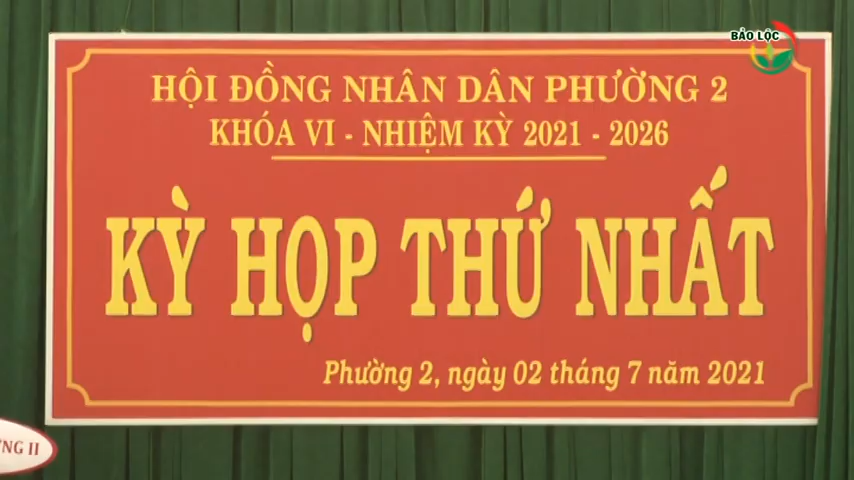 BẢO LỘC
HỘI ĐỒNG NHÂN DÂN PHƯỜNG 2
KHÓA VI - NHIỆM KỲ 2021 - 2026
KỲ HỌP THỨ NHẤT
Phường 2, ngày 02 tháng 7 năm 2021